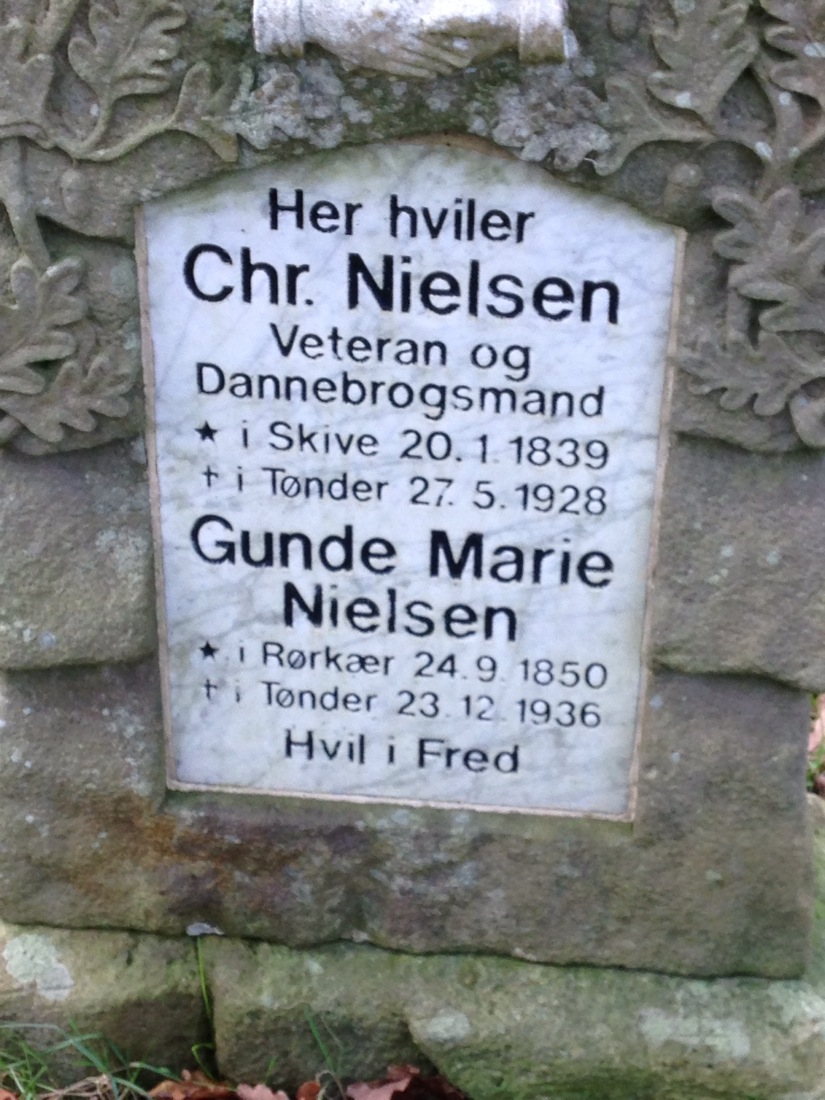 Her hviler
Chr. Nielsen
Veteran og
Dannebrogsmand
★ i Skive 20.1.1839
† i Tønder 27.5.1928
Gunde Marie
Nielsen
★ i Rørkær 24.9.1850
† i Tønder 23.12.1936
Hvil i Fred